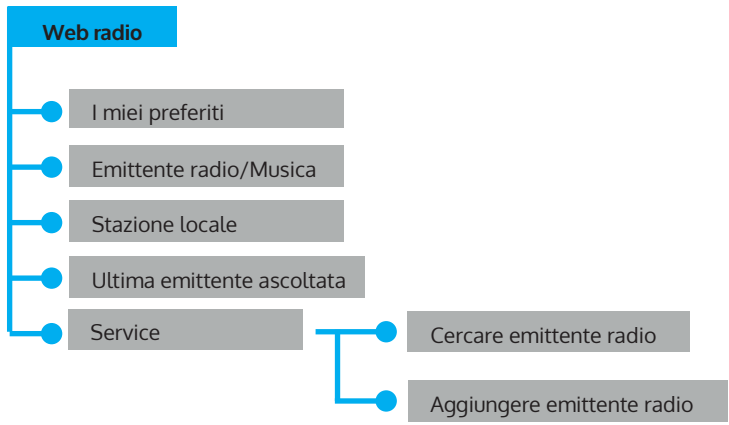 Web radio
I miei preferiti
Emittente radio/Musica
Stazione locale
Ultima emittente ascoltata
Service
Cercare emittente radio
Aggiungere emittente radio